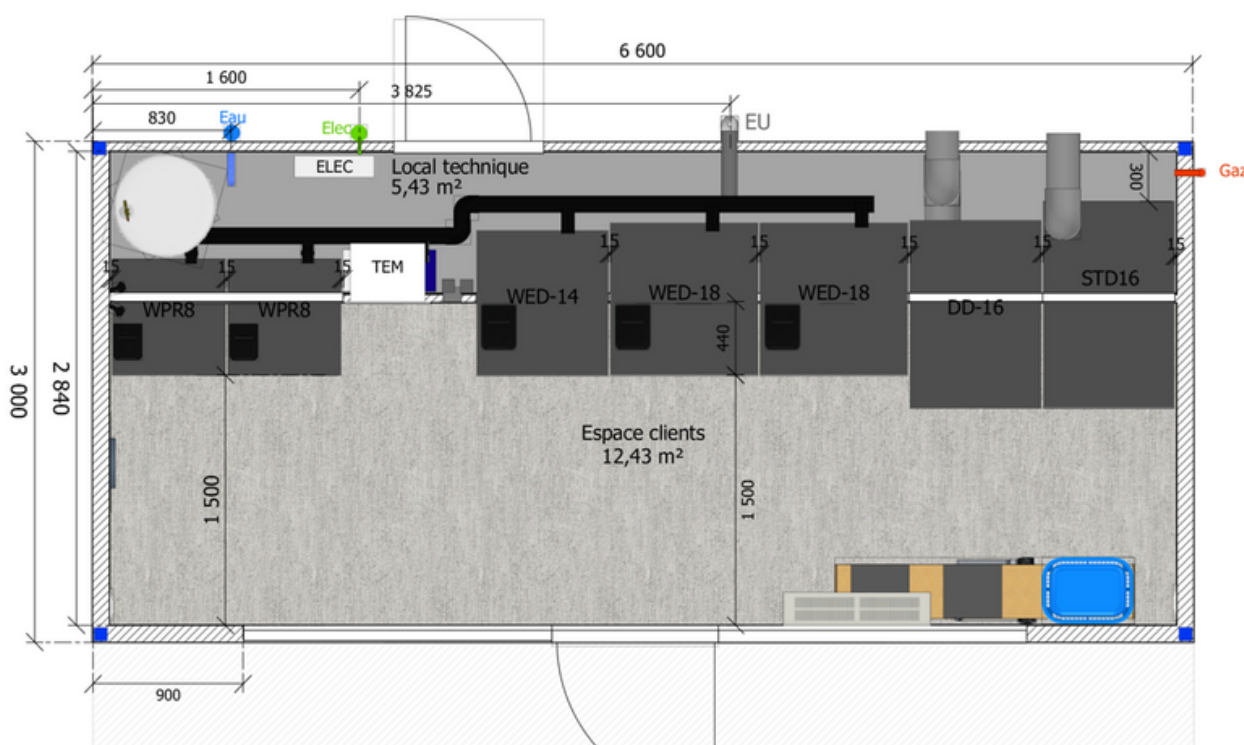 6 600
1 600
3 825
830
Eau
Elec
EU
ELEC
Local technique
5,43 m²
300
Gaz
15
15
15
TEM
15
15
15
15
15
WPR8
WPR8
WED-14
WED-18
WED-18
DD-16
STD16
440
3 000
2 840
Espace clients
12,43 m²
1 500
1 500
900